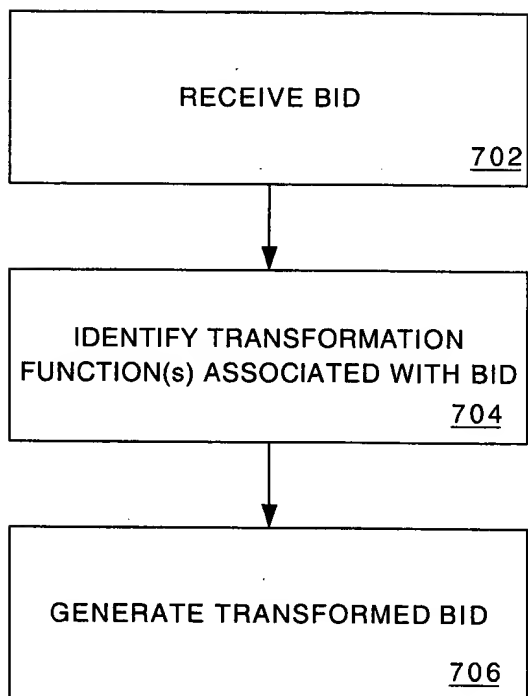 RECEIVE BID
702
IDENTIFY TRANSFORMATION
FUNCTION(s) ASSOCIATED WITH BID
704
GENERATE TRANSFORMED BID
706